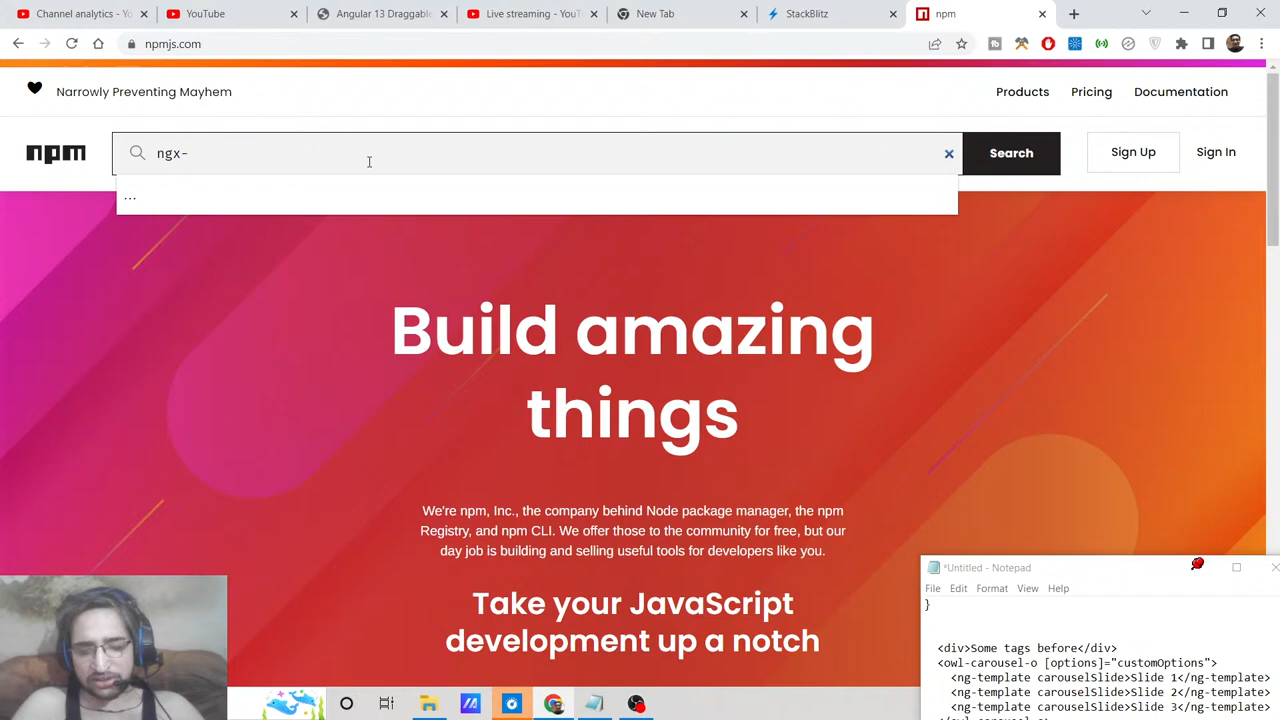 Channel analytics - You
YouTube
Angular 13 Draggable
Live streaming - YouT
New Tab
StackBlitz
npm
npmjs.com
Narrowly Preventing Mayhem
Products
Pricing
Documentation
npm
ngx-
Search
Sign Up
Sign In
...
Build amazing
things
We're npm, Inc., the company behind Node package manager, the npm
Registry, and npm CLI. We offer those to the community for free, but our
day job is building and selling useful tools for developers like you.
Take your JavaScript
development up a notch
*Untitled - Notepad
File Edit Format View Help
}
<div>Some tags before</div>
<owl-carousel-o [options]="customOptions">
<ng-template carouselSlide>Slide 1</ng-template>
<ng-template carouselSlide>Slide 2</ng-template>
<ng-template carouselSlide>Slide 3</ng-template>